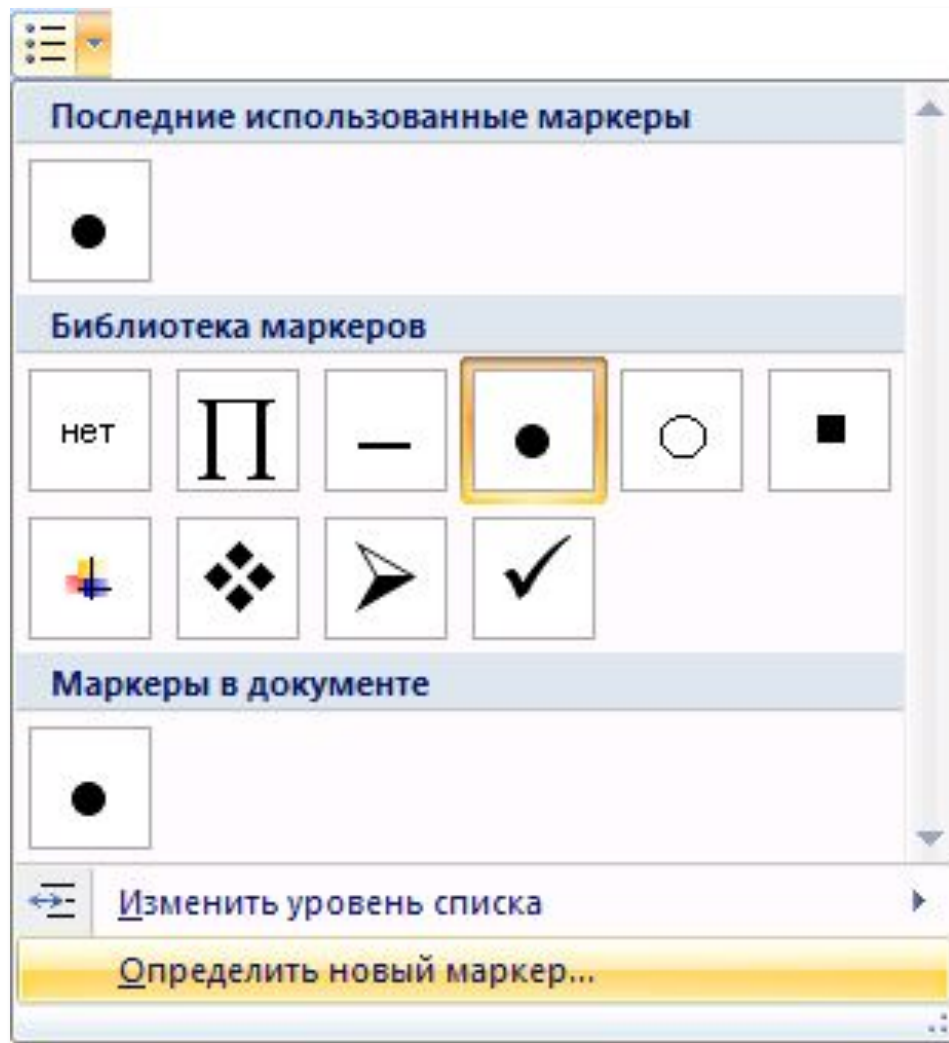 Последние использованные маркеры
Библиотека маркеров
нет
Маркеры в документе
Изменить уровень списка
Определить новый маркер...